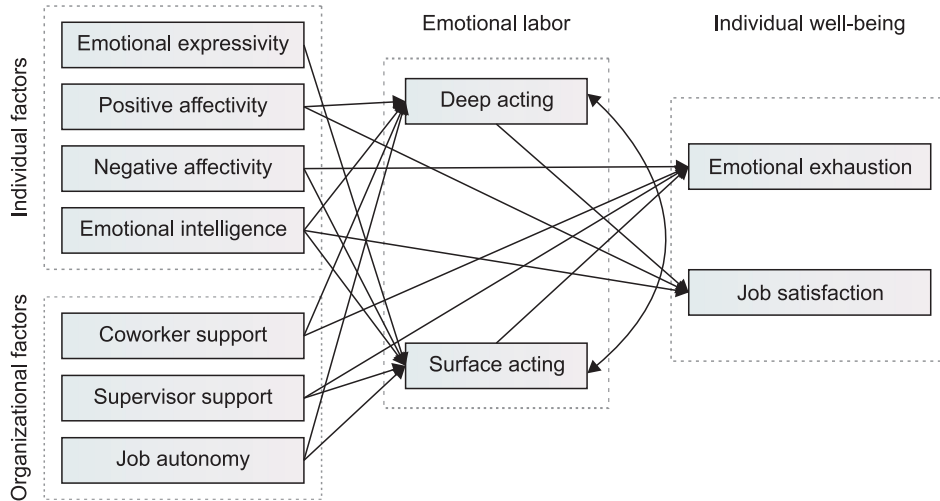 Emotional labor
Individual well-being
Individual factors
Emotional expressivity
Positive affectivity
Negative affectivity
Emotional intelligence
Deep acting
Surface acting
Emotional exhaustion
Job satisfaction
Organizational factors
Coworker support
Supervisor support
Job autonomy